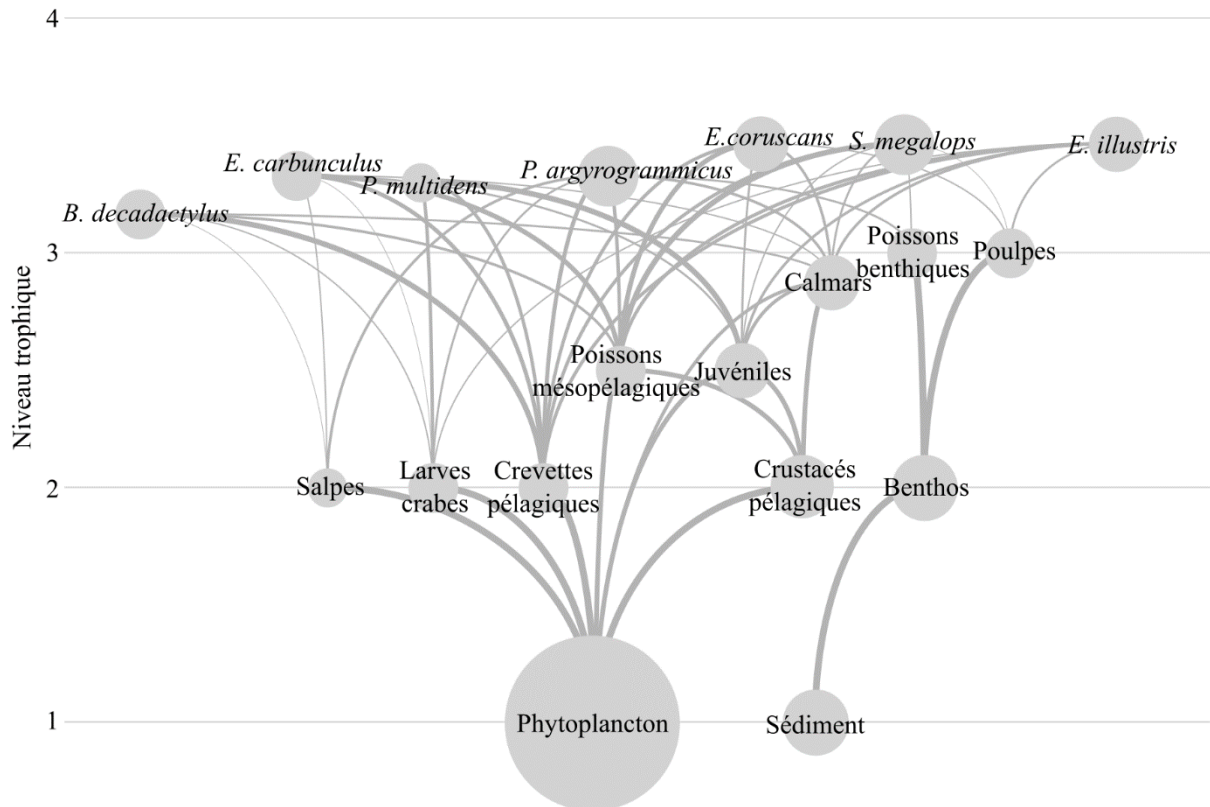 4
E.coruscans
S. megalops
E. illustris
E. carbunculus
P. argyrogrammicus
P. multidens
B. decadactylus
3
Poissons
benthiques
Poulpes
Calmars
Niveau trophique
Poissons
mésopélagiques
Juvéniles
2
Salpes
Larves
crabes
Crevettes
pélagiques
Crustacés
pélagiques
Benthos
1
Phytoplancton
Sédiment